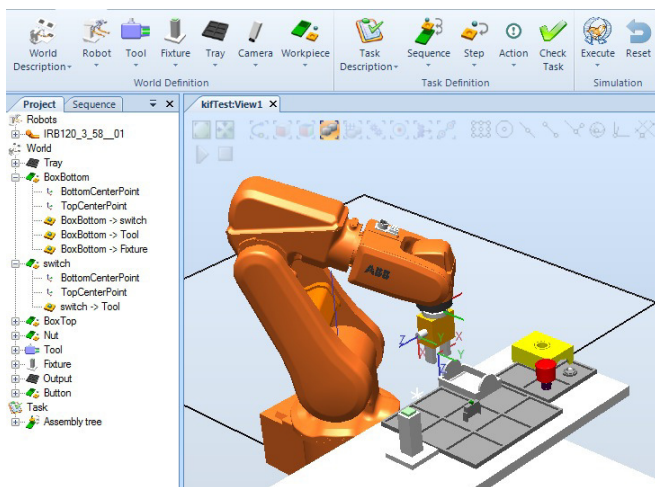 World Description
Robot
Tool
Fixture
Tray
Camera
Workpiece
Task Description
Sequence
Step
Action
Check Task
Execute
Reset
World Definition
Task Definition
Simulation
Project
Sequence
kifTest:View1
Robots
IRB120_3_58__01
World
Tray
BoxBottom
BottomCenterPoint
TopCenterPoint
BoxBottom -> switch
BoxBottom -> Tool
BoxBottom -> Fixture
switch
BottomCenterPoint
TopCenterPoint
switch -> Tool
BoxTop
Nut
Tool
Fixture
Output
Button
Task
Assembly tree
ABB
Z
Y
X
X
Z
Y